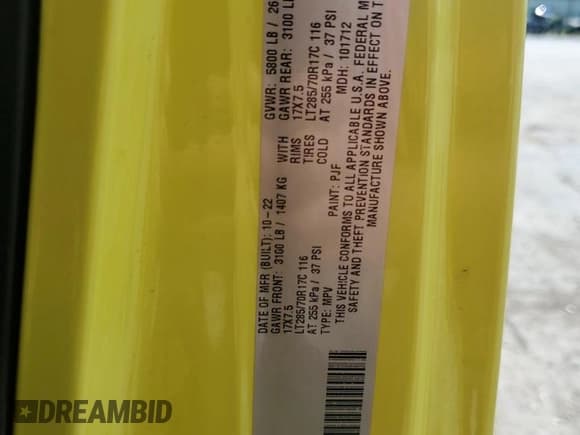 DATE OF MFR (BUILT): 10-22 GVWR: 5800 LB / 26
GAWR FRONT: 3100 LB / 1407 KG WITH GAWR REAR: 3100 LB
17X7.5 RIMS 17X7.5
LT285/70R17C 116 TIRES LT285/70R17C 116
AT 255 kPa / 37 PSI COLD AT 255 kPa / 37 PSI
TYPE: MPV PAINT: PJF MDH: 101712
THIS VEHICLE CONFORMS TO ALL APPLICABLE U.S.A. FEDERAL M
SAFETY AND THEFT PREVENTION STANDARDS IN EFFECT ON T
MANUFACTURE SHOWN ABOVE.
DREAMBID